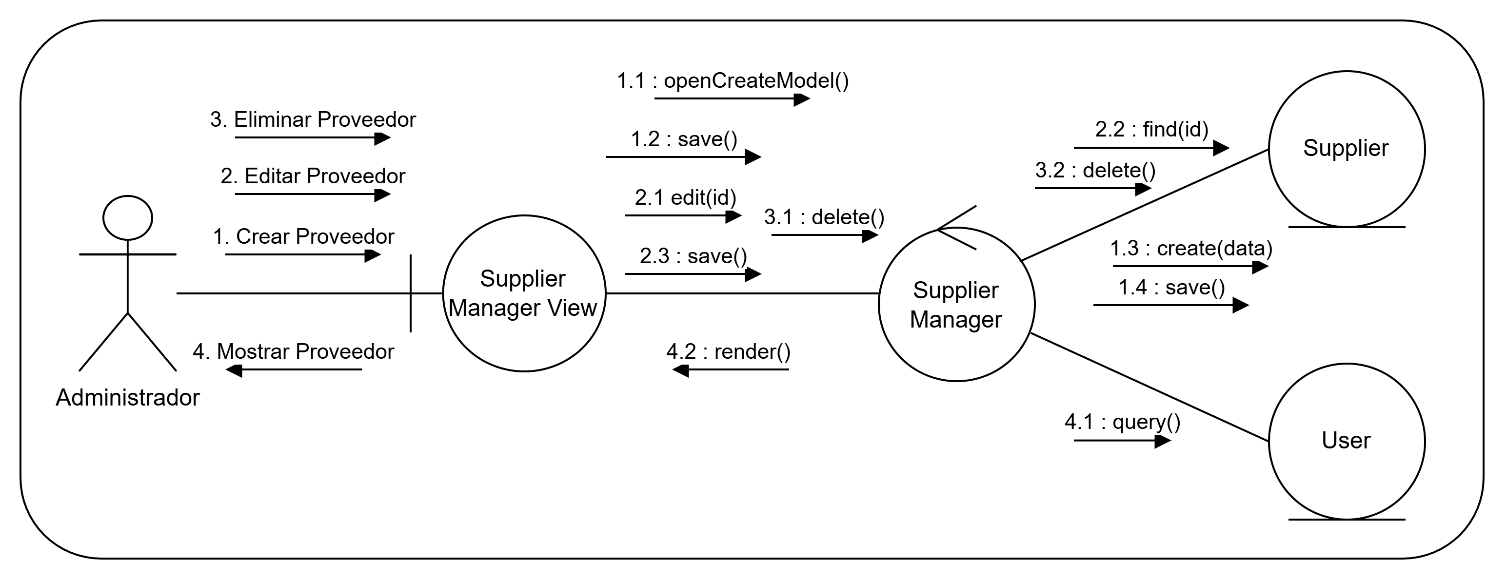 1.1 : openCreateModel()
3. Eliminar Proveedor
1.2 : save()
2.2 : find(id)
Supplier
2. Editar Proveedor
3.2 : delete()
2.1 edit(id)
3.1 : delete()
1. Crear Proveedor
1.3 : create(data)
2.3 : save()
Supplier
Manager View
1.4 : save()
Supplier
Manager
4. Mostrar Proveedor
4.2 : render()
Administrador
4.1 : query()
User